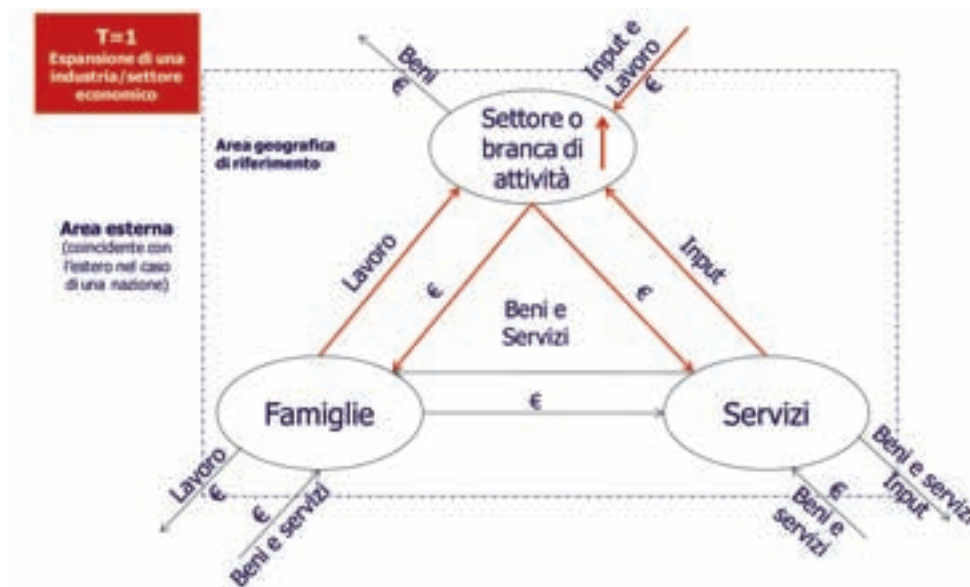 T=1
Espansione di una
industria/settore
economico
Beni
€
Input e
Lavoro
€
Settore o
branca di
attività
Area geografica
di riferimento
Area esterna
(coincidente con
l'estero nel caso
di una nazione)
Lavoro
€
Beni e
Servizi
€
Input
Famiglie
€
Servizi
Lavoro
€
€
Beni e servizi
€
Beni e
servizi
Beni e servizi
Input